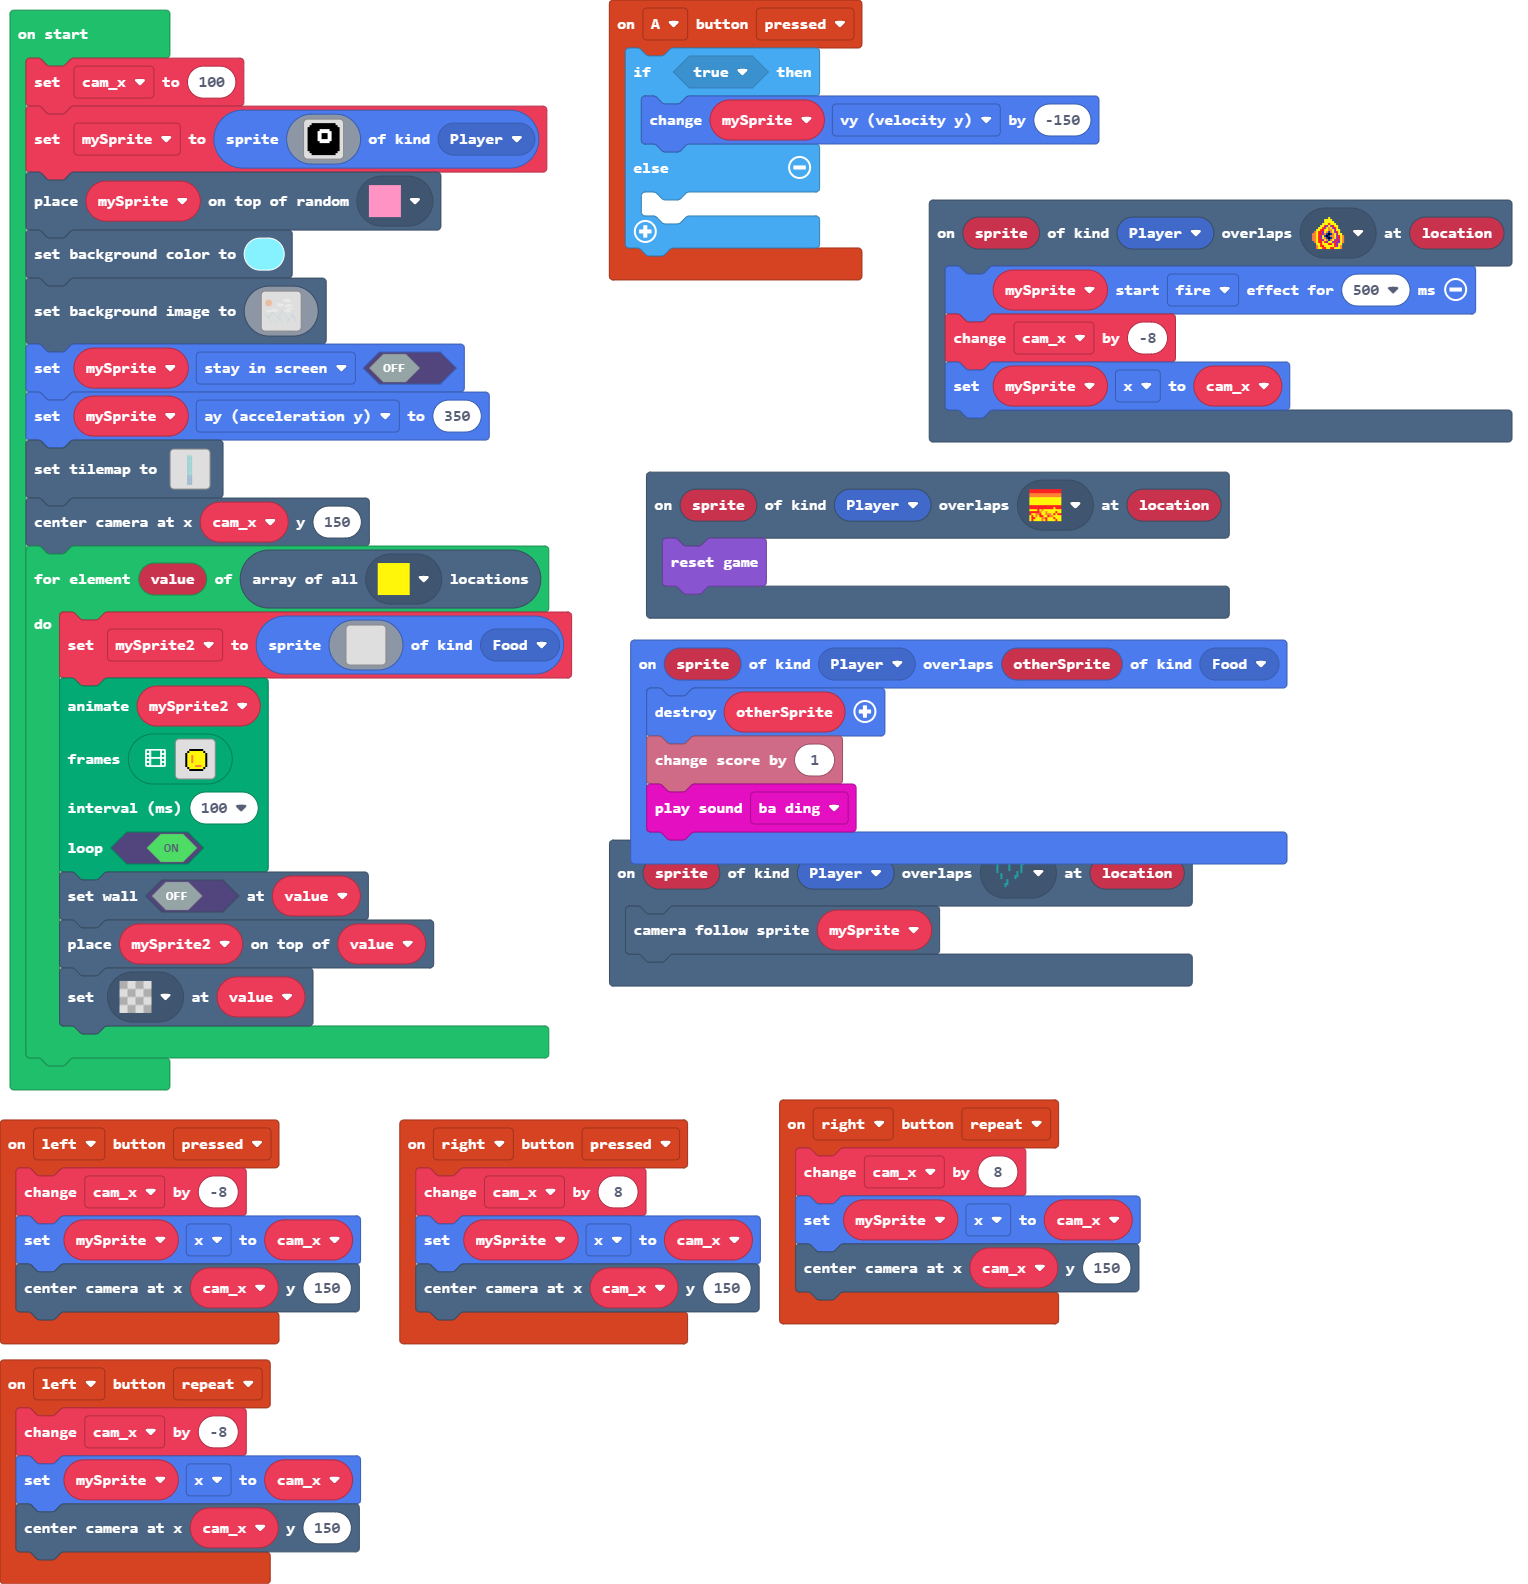 on start
set cam_x to 100
set mySprite to sprite of kind Player
place mySprite on top of random
set background color to
set background image to
set mySprite stay in screen OFF
set mySprite ay (acceleration y) to 350
set tilemap to
center camera at x cam_x y 150
for element value of array of all locations
do
set mySprite2 to sprite of kind Food
animate mySprite2
frames
interval (ms) 100
loop ON
set wall OFF at value
place mySprite2 on top of value
set at value
on A button pressed
if true then
change mySprite vy (velocity y) by -150
else
on sprite of kind Player overlaps at location
mySprite start fire effect for 500 ms
change cam_x by -8
set mySprite x to cam_x
on sprite of kind Player overlaps at location
reset game
on sprite of kind Player overlaps otherSprite of kind Food
destroy otherSprite
change score by 1
play sound ba ding
on sprite of kind Player overlaps at location
camera follow sprite mySprite
on left button pressed
change cam_x by -8
set mySprite x to cam_x
center camera at x cam_x y 150
on right button pressed
change cam_x by 8
set mySprite x to cam_x
center camera at x cam_x y 150
on right button repeat
change cam_x by 8
set mySprite x to cam_x
center camera at x cam_x y 150
on left button repeat
change cam_x by -8
set mySprite x to cam_x
center camera at x cam_x y 150